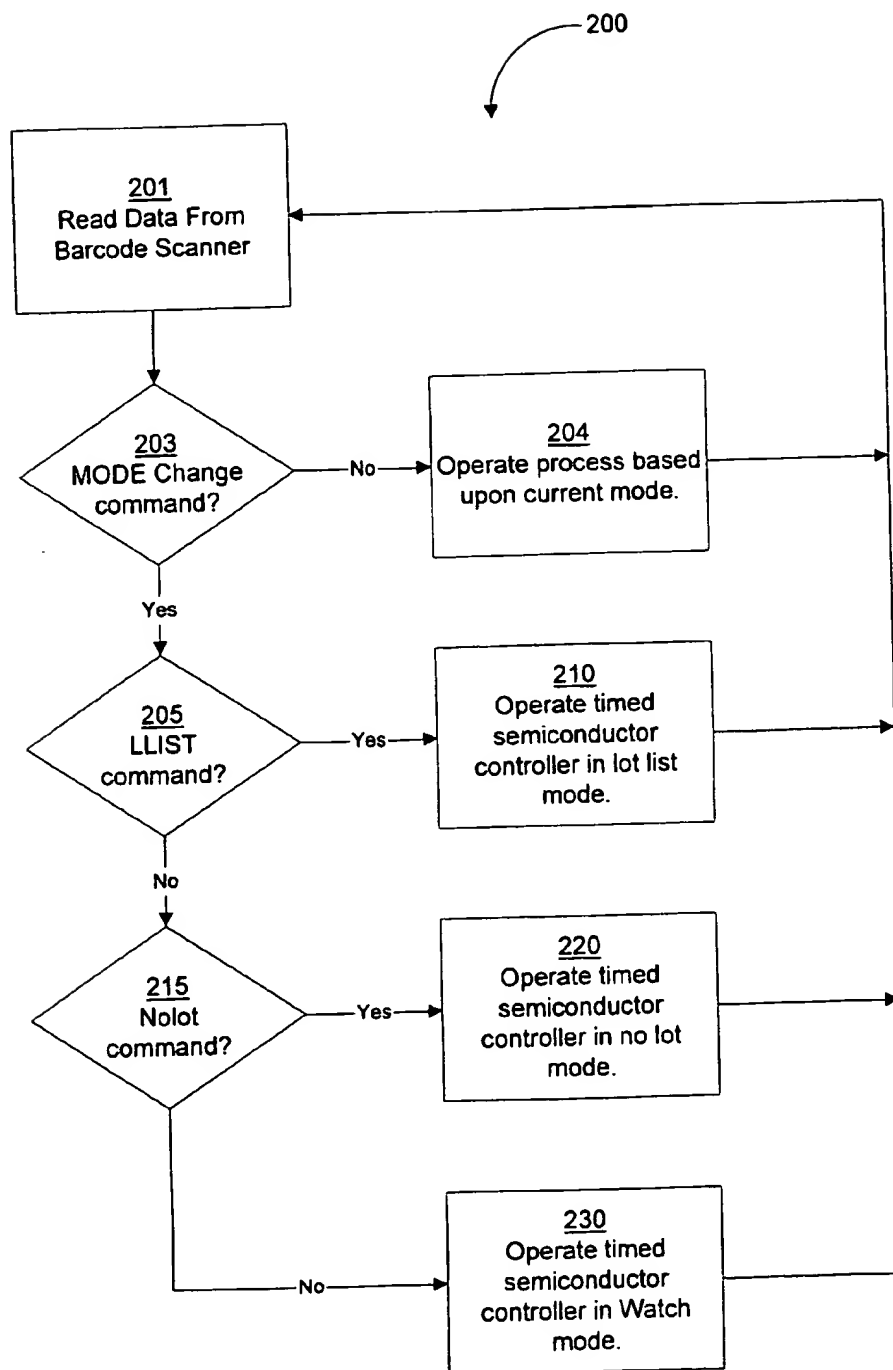 200
201
Read Data From
Barcode Scanner
203
MODE Change
command?
No
204
Operate process based
upon current mode.
Yes
205
LLIST
command?
Yes
210
Operate timed
semiconductor
controller in lot list
mode.
No
215
Nolot
command?
Yes
220
Operate timed
semiconductor
controller in no lot
mode.
No
230
Operate timed
semiconductor
controller in Watch
mode.